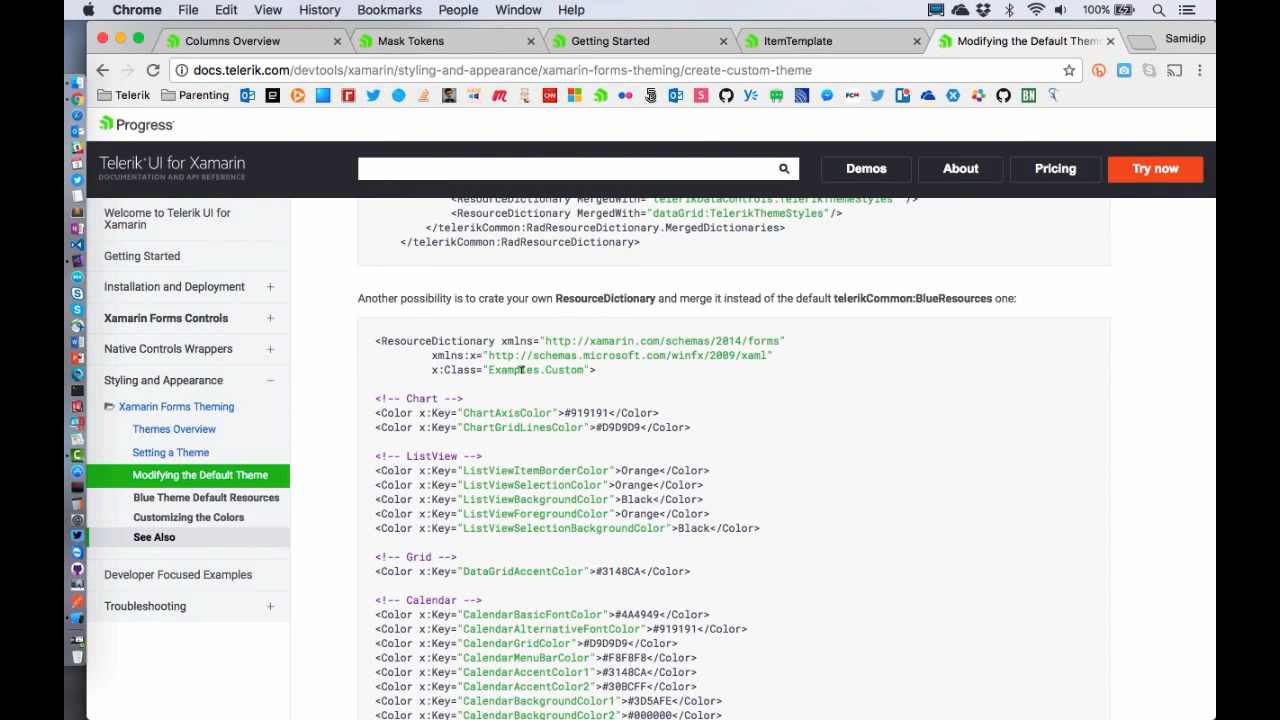 Chrome File Edit View History Bookmarks People Window Help 100%
Columns Overview Mask Tokens Getting Started ItemTemplate Modifying the Default Theme Samidip
docs.telerik.com/devtools/xamarin/styling-and-appearance/xamarin-forms-theming/create-custom-theme
Telerik Parenting
Progress
Telerik UI for Xamarin
DOCUMENTATION AND API REFERENCE
Demos About Pricing Try now
Welcome to Telerik UI for
Xamarin
Getting Started
Installation and Deployment +
Xamarin Forms Controls +
Native Controls Wrappers +
Styling and Appearance –
Xamarin Forms Theming
Themes Overview
Setting a Theme
Modifying the Default Theme
Blue Theme Default Resources
Customizing the Colors
See Also
Developer Focused Examples
Troubleshooting +
<ResourceDictionary MergedWith="telerikDataControls:TelerikThemeStyles" />
<ResourceDictionary MergedWith="dataGrid:TelerikThemeStyles"/>
</telerikCommon:RadResourceDictionary.MergedDictionaries>
</telerikCommon:RadResourceDictionary>
Another possibility is to crate your own ResourceDictionary and merge it instead of the default telerikCommon:BlueResources one:
<ResourceDictionary xmlns="http://xamarin.com/schemas/2014/forms"
xmlns:x="http://schemas.microsoft.com/winfx/2009/xaml"
x:Class="Examples.Custom">
<!-- Chart -->
<Color x:Key="ChartAxisColor">#919191</Color>
<Color x:Key="ChartGridLinesColor">#D9D9D9</Color>
<!-- ListView -->
<Color x:Key="ListViewItemBorderColor">Orange</Color>
<Color x:Key="ListViewSelectionColor">Orange</Color>
<Color x:Key="ListViewBackgroundColor">Black</Color>
<Color x:Key="ListViewForegroundColor">Orange</Color>
<Color x:Key="ListViewSelectionBackgroundColor">Black</Color>
<!-- Grid -->
<Color x:Key="DataGridAccentColor">#3148CA</Color>
<!-- Calendar -->
<Color x:Key="CalendarBasicFontColor">#4A4949</Color>
<Color x:Key="CalendarAlternativeFontColor">#919191</Color>
<Color x:Key="CalendarGridColor">#D9D9D9</Color>
<Color x:Key="CalendarMenuBarColor">#F8F8F8</Color>
<Color x:Key="CalendarAccentColor1">#3148CA</Color>
<Color x:Key="CalendarAccentColor2">#30BCFF</Color>
<Color x:Key="CalendarBackgroundColor1">#3D5AFE</Color>
<Color x:Key="CalendarBackgroundColor2">#000000</Color>